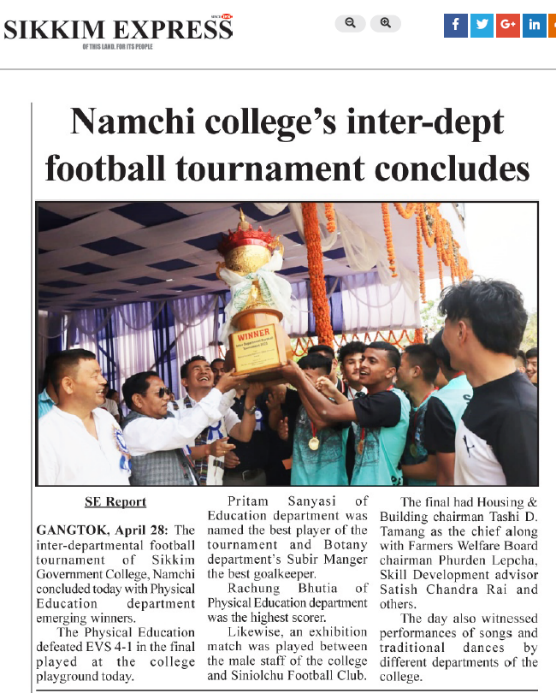 SIKKIM EXPRESS
OF THIS LAND, FOR ITS PEOPLE
f
G+
in
Namchi college’s inter-dept
football tournament concludes
WINNER
SE Report
GANGTOK, April 28: The
inter-departmental football
tournament of Sikkim
Government College, Namchi
concluded today with Physical
Education department
emerging winners.
The Physical Education
defeated EVS 4-1 in the final
played at the college
playground today.
Pritam Sanyasi of
Education department was
named the best player of the
tournament and Botany
department’s Subir Manger
the best goalkeeper.
Rachung Bhutia of
Physical Education department
was the highest scorer.
Likewise, an exhibition
match was played between
the male staff of the college
and Siniolchu Football Club.
The final had Housing &
Building chairman Tashi D.
Tamang as the chief along
with Farmers Welfare Board
chairman Phurden Lepcha,
Skill Development advisor
Satish Chandra Rai and
others.
The day also witnessed
performances of songs and
traditional dances by
different departments of the
college.